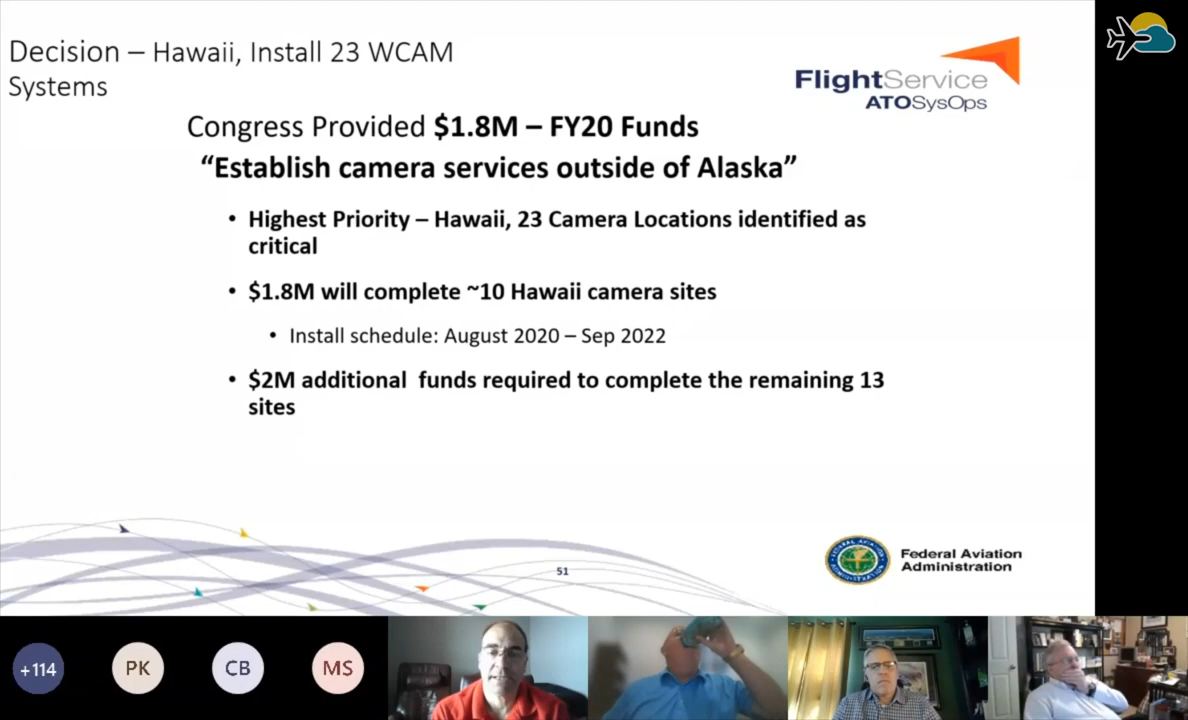 Decision – Hawaii, Install 23 WCAM
Systems
FlightService
ATOSysOps
Congress Provided $1.8M – FY20 Funds
“Establish camera services outside of Alaska”
• Highest Priority – Hawaii, 23 Camera Locations identified as
critical
• $1.8M will complete ~10 Hawaii camera sites
• Install schedule: August 2020 – Sep 2022
• $2M additional funds required to complete the remaining 13
sites
51
Federal Aviation
Administration
+114
PK
CB
MS